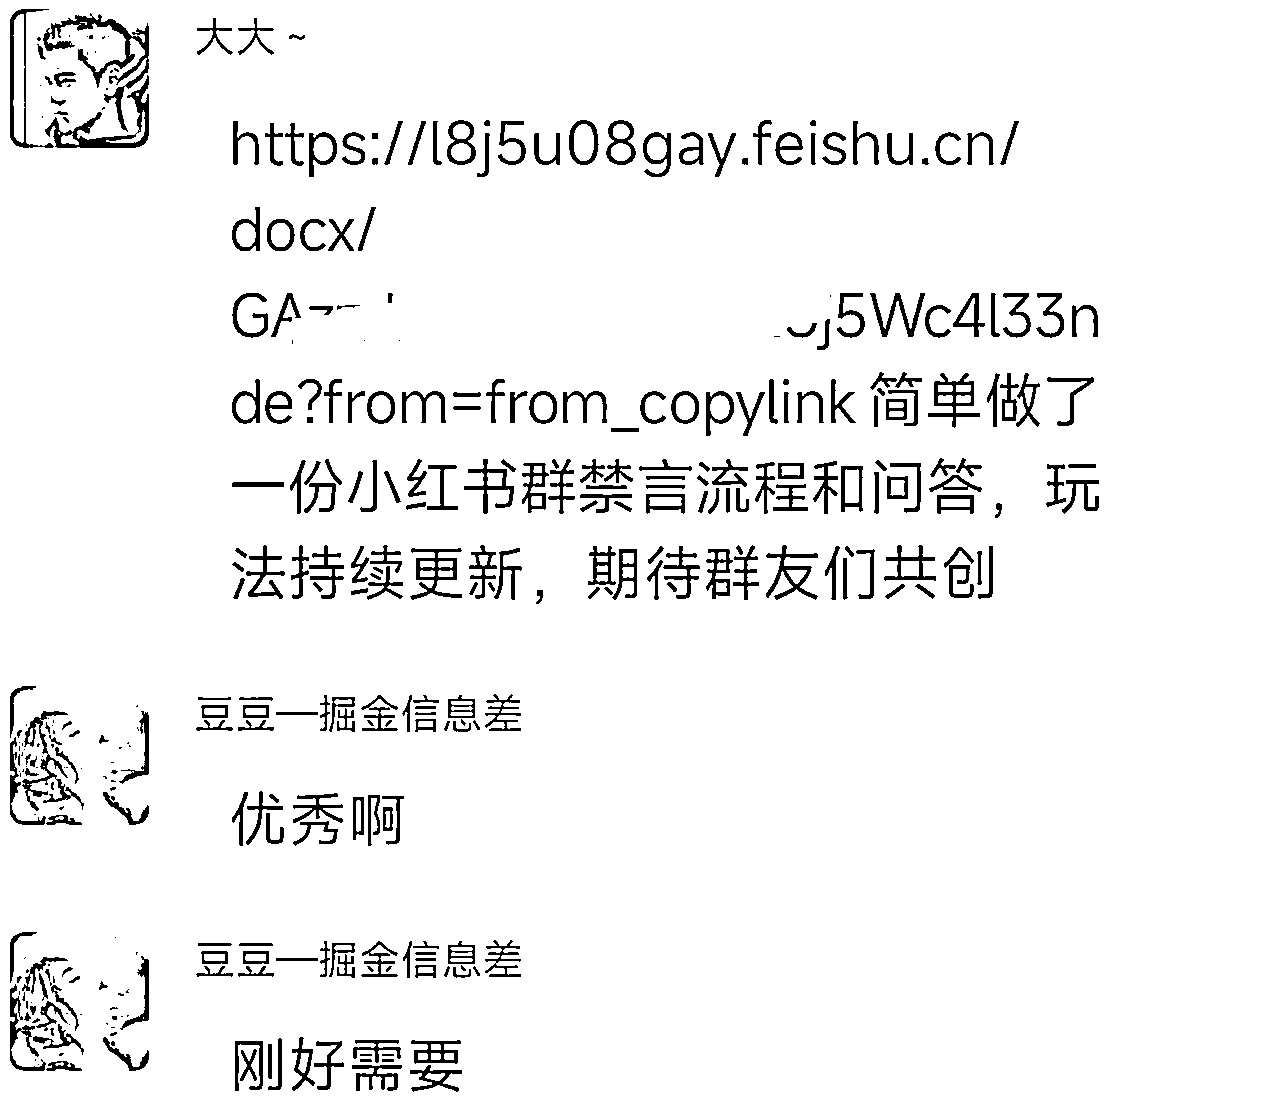 大大~
https://l8j5u08gay.feishu.cn/
docx/
j5Wc4l33n
de?from=from_copylink 简单做了
一份小红书群禁言流程和问答，玩
法持续更新，期待群友们共创
豆豆—掘金信息差
优秀啊
豆豆—掘金信息差
刚好需要